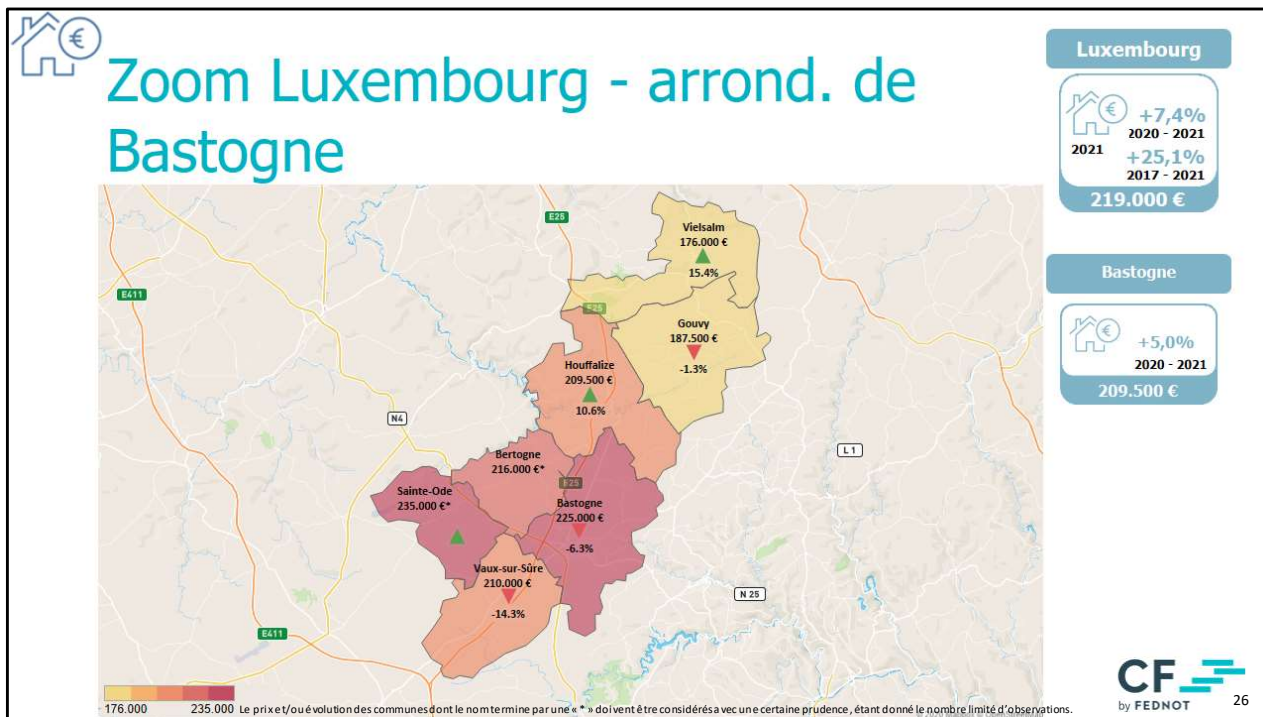 Zoom Luxembourg - arrond. de
Bastogne
Luxembourg
€
+7,4%
2020 - 2021
2021
+25,1%
2017 - 2021
219.000 €
Bastogne
€
+5,0%
2020 - 2021
209.500 €
E25
Vielsalm
176.000 €
15.4%
E411
E25
Gouvy
187.500 €
-1.3%
Houffalize
209.500 €
10.6%
N4
L 1
Bertogne
216.000 €*
E25
Sainte-Ode
235.000 €*
Bastogne
225.000 €
-6.3%
Vaux-sur-Sûre
210.000 €
-14.3%
N 25
E411
176.000
235.000
Le prix et/ou évolution des communes dont le nom termine par une « * » doivent être considérés avec une certaine prudence, étant donné le nombre limité d'observations.
CF
by FEDNOT
26